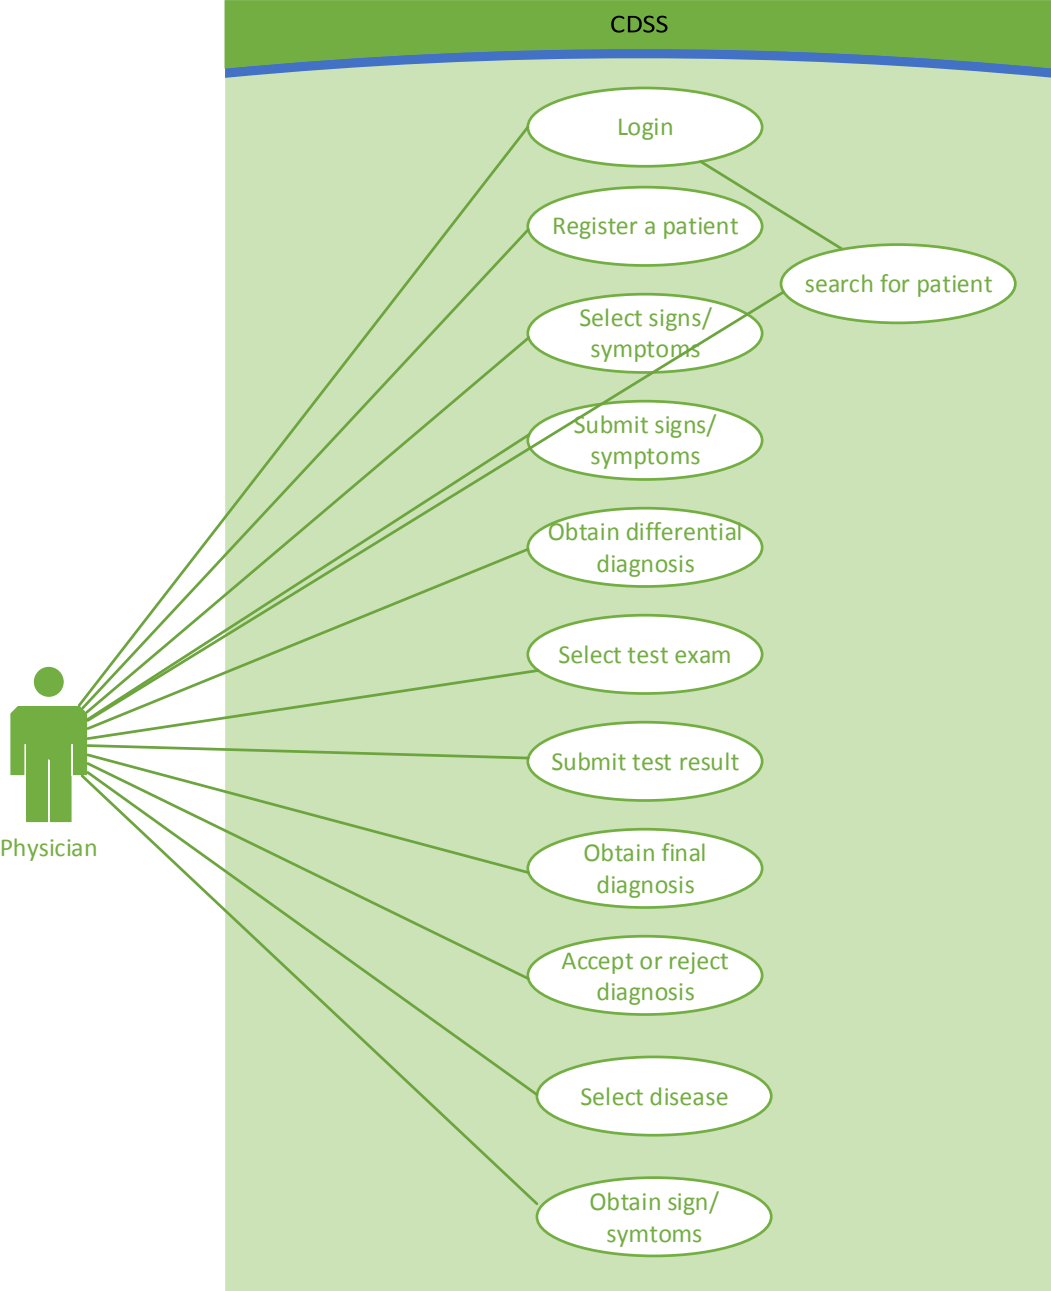 CDSS
Login
Register a patient
search for patient
Select signs/
symptoms
Submit signs/
symptoms
Obtain differential
diagnosis
Select test exam
Submit test result
Physician
Obtain final
diagnosis
Accept or reject
diagnosis
Select disease
Obtain sign/
symtoms